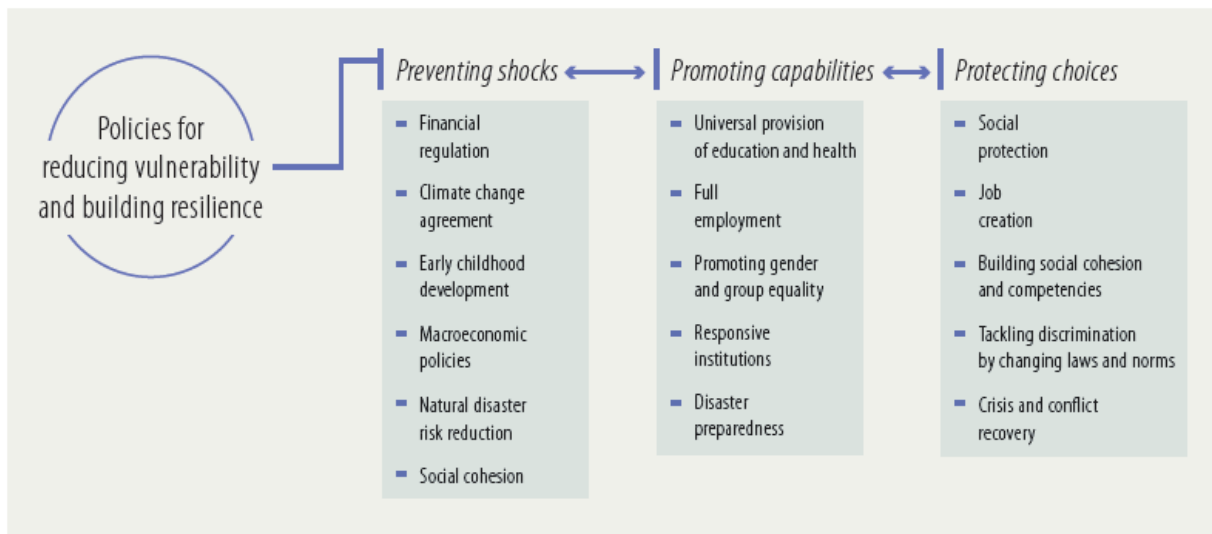 Policies for
reducing vulnerability
and building resilience
Preventing shocks
Financial
regulation
Climate change
agreement
Early childhood
development
Macroeconomic
policies
Natural disaster
risk reduction
Social cohesion
Promoting capabilities
Universal provision
of education and health
Full
employment
Promoting gender
and group equality
Responsive
institutions
Disaster
preparedness
Protecting choices
Social
protection
Job
creation
Building social cohesion
and competencies
Tackling discrimination
by changing laws and norms
Crisis and conflict
recovery